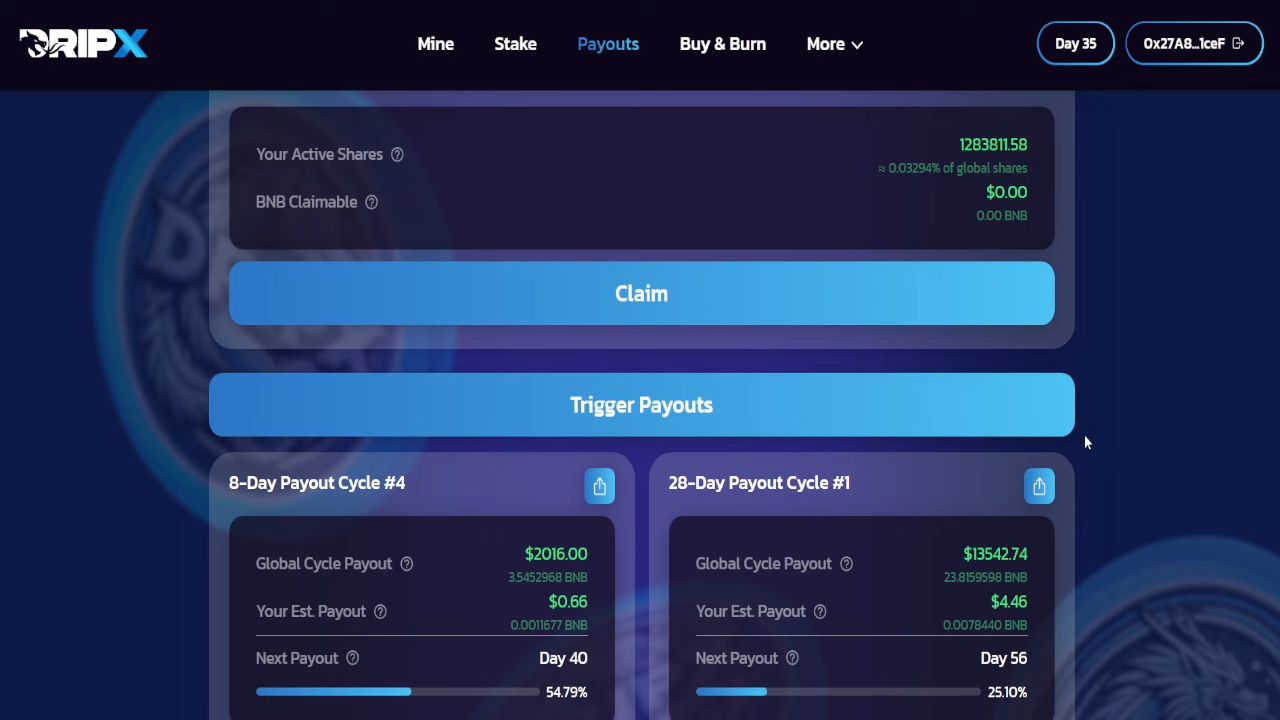 DRIPX
Mine Stake Payouts Buy & Burn More
Day 35
0x27A8...1ceF
Your Active Shares
1283811.58
≈ 0.03294% of global shares
BNB Claimable
$0.00
0.00 BNB
Claim
Trigger Payouts
8-Day Payout Cycle #4
Global Cycle Payout
$2016.00
3.5452968 BNB
Your Est. Payout
$0.66
0.0011677 BNB
Next Payout
Day 40
54.79%
28-Day Payout Cycle #1
Global Cycle Payout
$13542.74
23.8159598 BNB
Your Est. Payout
$4.46
0.0078440 BNB
Next Payout
Day 56
25.10%